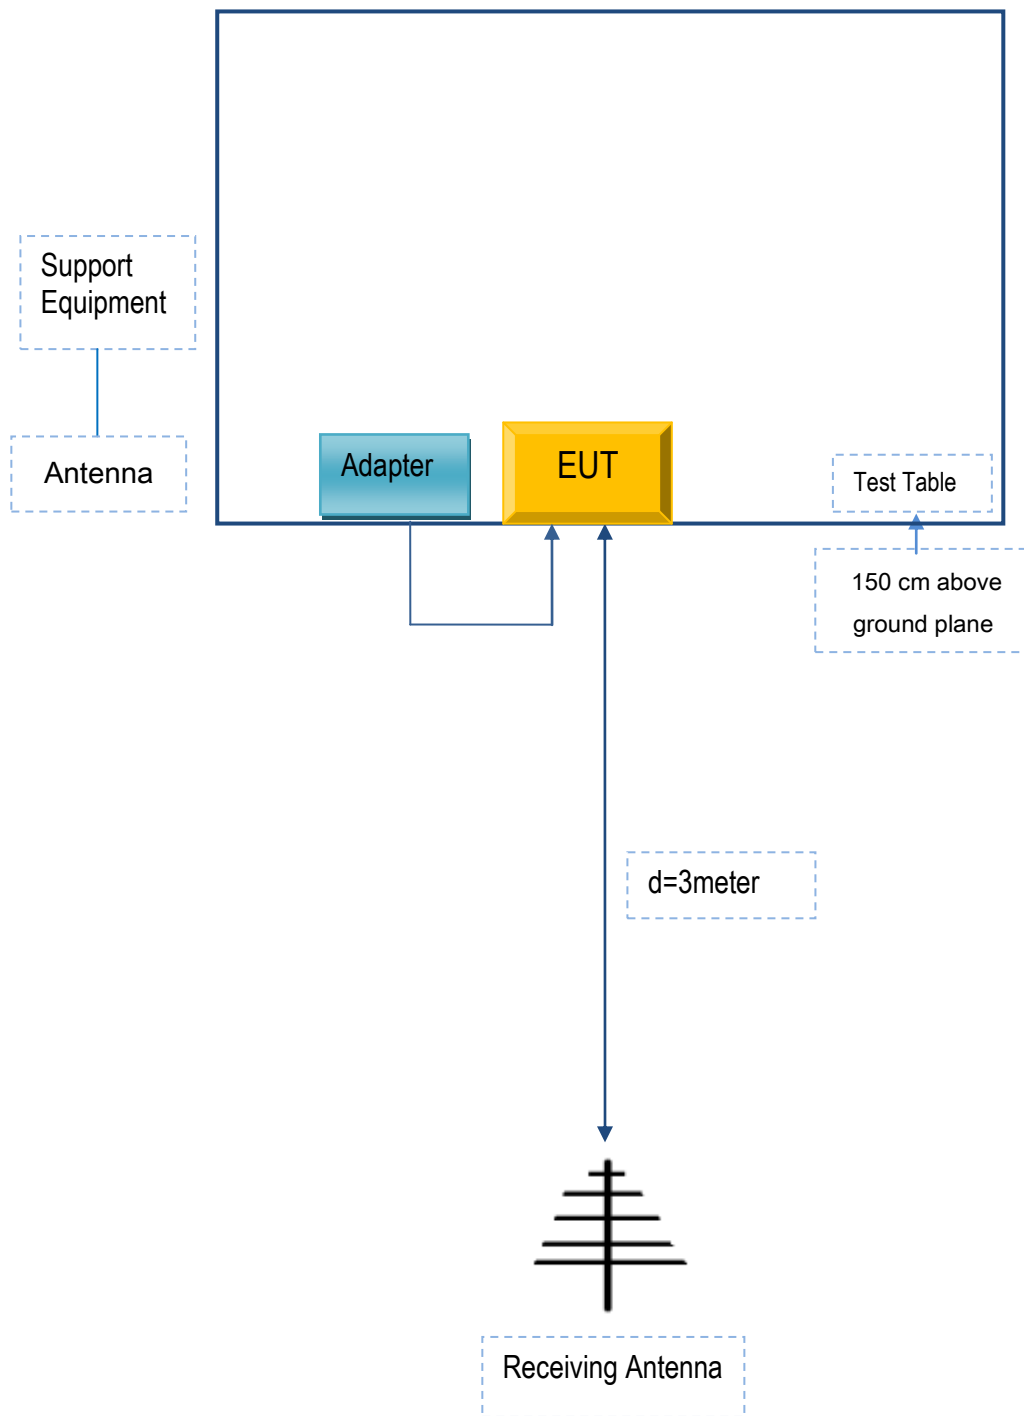 Support
Equipment
Antenna
Adapter
EUT
Test Table
150 cm above
ground plane
d=3meter
Receiving Antenna